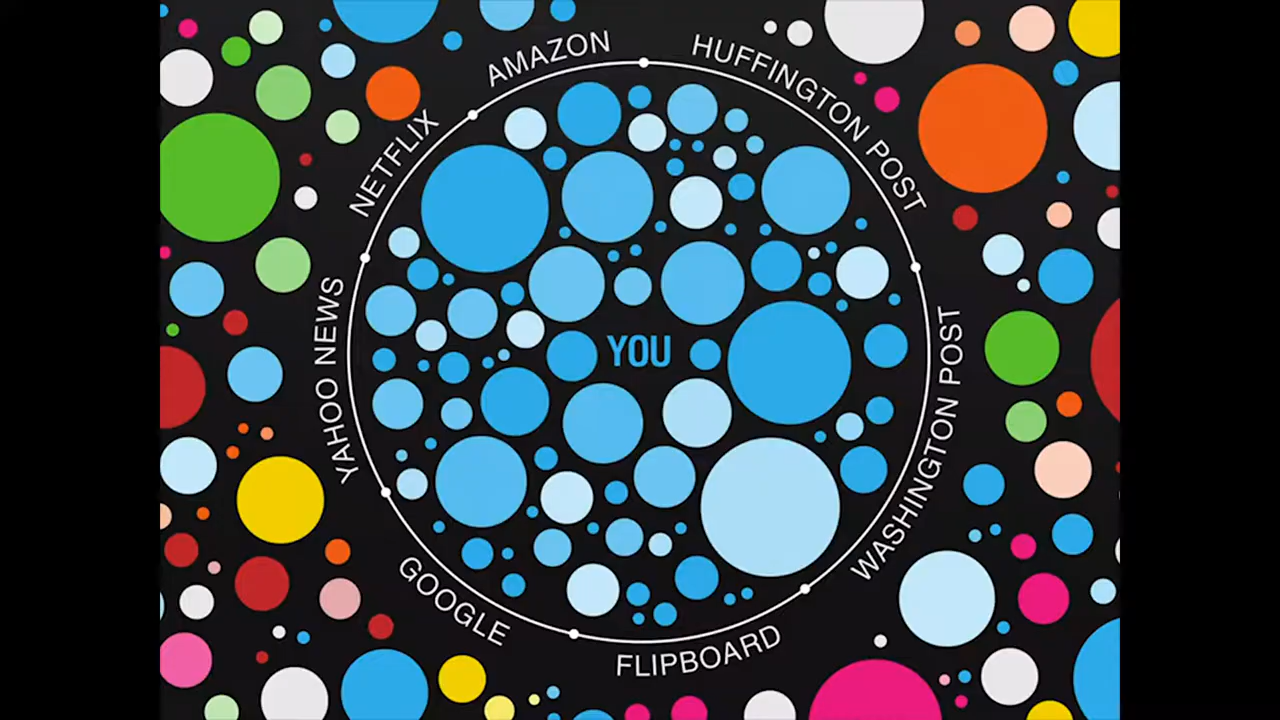 AMAZON
HUFFINGTON POST
NETFLIX
YAHOO NEWS
YOU
WASHINGTON POST
GOOGLE
FLIPBOARD